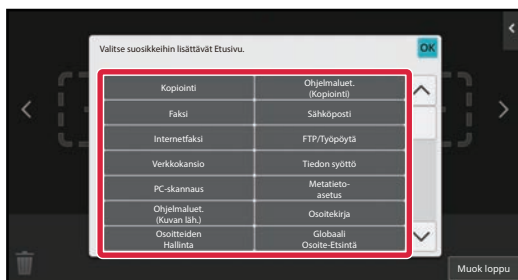 Valitse suosikkeihin lisättävät Etusivu.
OK
Kopiointi
Ohjelmaluet.
(Kopiointi)
Faksi
Sähköposti
Internetfaksi
FTP/Työpöytä
Verkkokansio
Tiedon syöttö
PC-skannaus
Metatieto-
asetus
Ohjelmaluet.
(Kuvan läh.)
Osoitekirja
Osoitteiden
Hallinta
Globaali
Osoite-Etsintä
Muok loppu